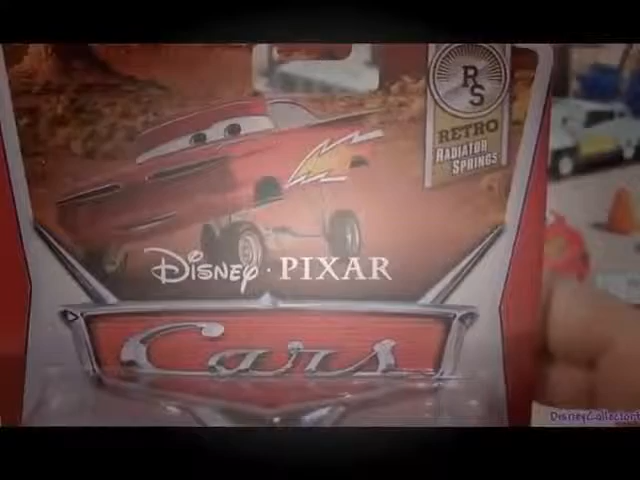 RS
RETRO
RADIATOR
SPRINGS
DISNEY · PIXAR
Cars
DisneyCollector